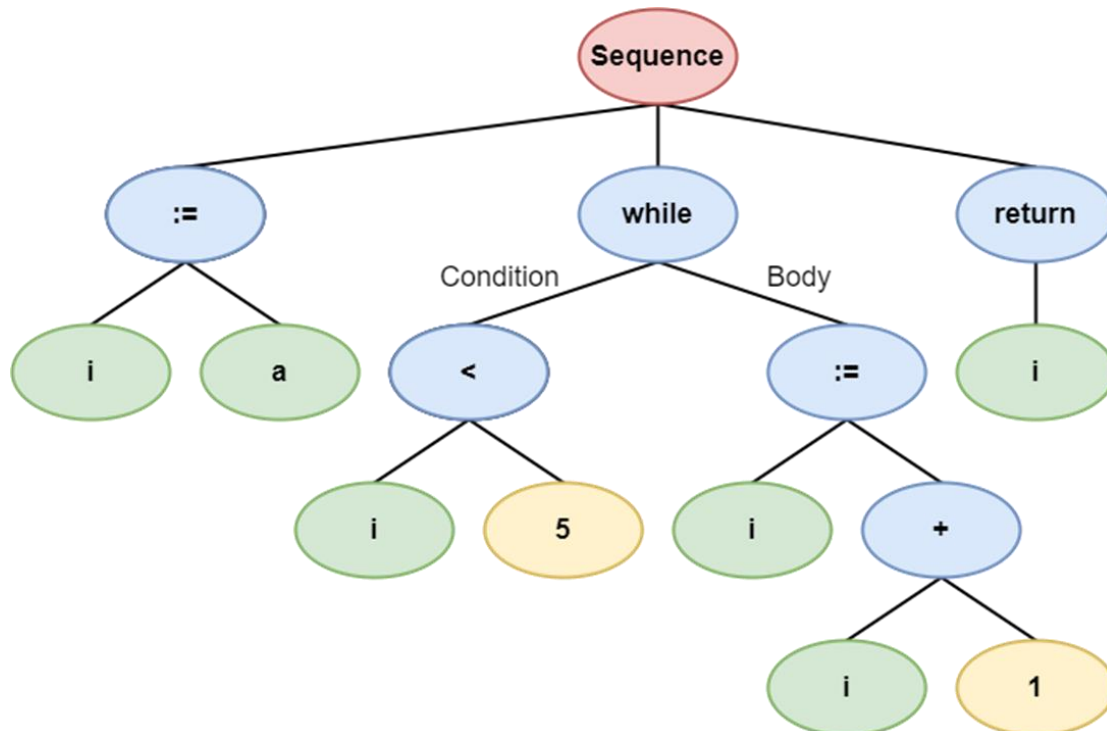 Sequence
:= while return
Condition Body
i a < := i
i 5 i +
i 1